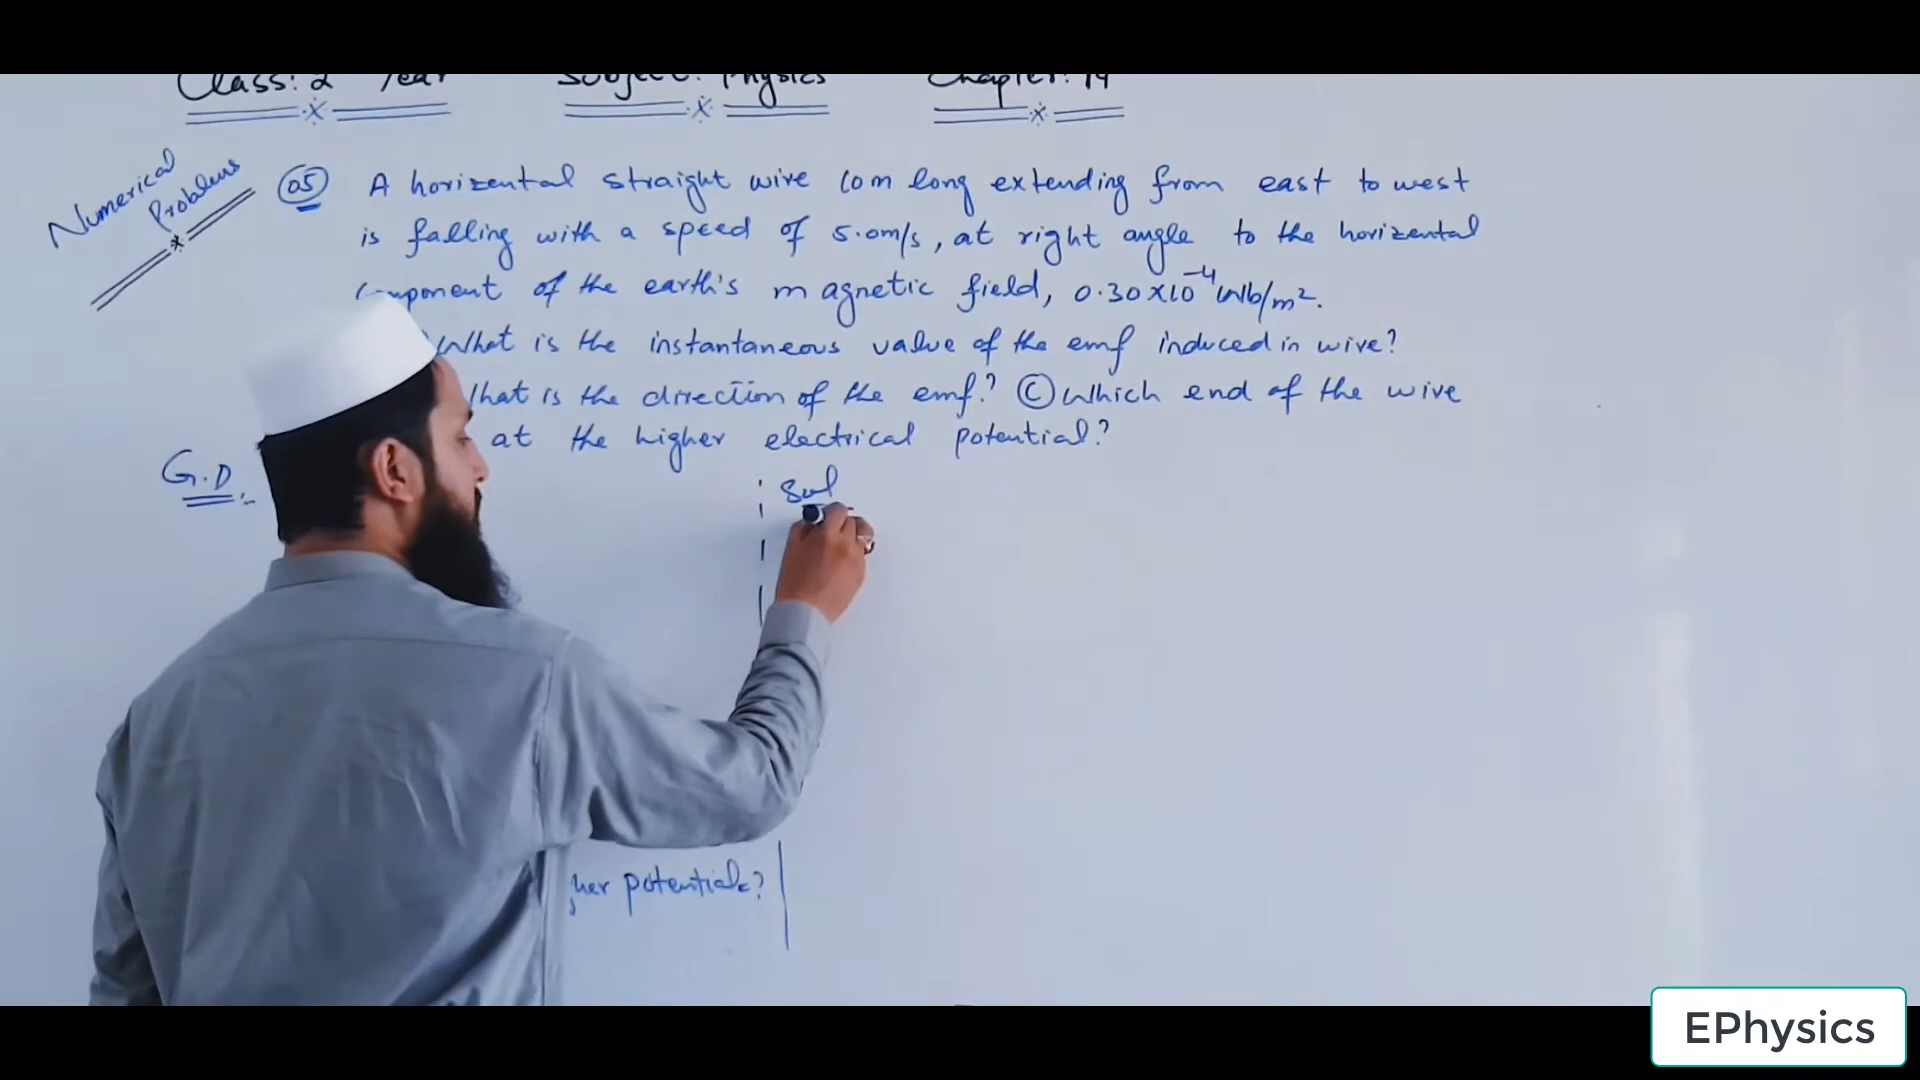 Class: 2 Year Subject: Physics Chapter: 14
Numerical
Problems
05 A horizental straight wire 10m long extending from east to west
is falling with a speed of 5.0m/s, at right angle to the horizental
component of the earth's magnetic field, 0.30×10⁻⁴ Wb/m².
What is the instantaneous value of the emf induced in wire?
What is the direction of the emf? Ⓒ Which end of the wire
at the higher electrical potential?
G.D
Sol
her potential?
EPhysics